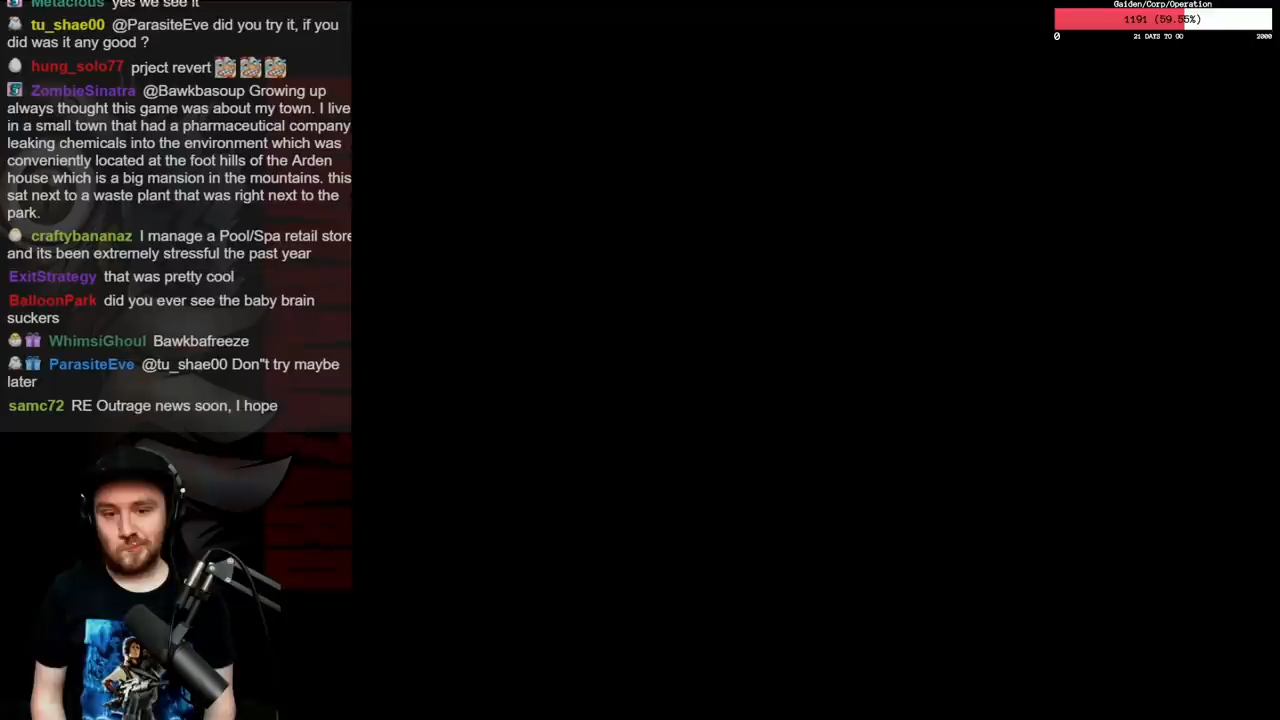 Metacious yes we see it
tu_shae00 @ParasiteEve did you try it, if you
did was it any good ?
hung_solo77 prject revert
ZombieSinatra @Bawkbasoup Growing up
always thought this game was about my town. I live
in a small town that had a pharmaceutical company
leaking chemicals into the environment which was
conveniently located at the foot hills of the Arden
house which is a big mansion in the mountains. this
sat next to a waste plant that was right next to the
park.
craftybananaz I manage a Pool/Spa retail store
and its been extremely stressful the past year
ExitStrategy that was pretty cool
BalloonPark did you ever see the baby brain
suckers
WhimsiGhoul Bawkbafreeze
ParasiteEve @tu_shae00 Don"t try maybe
later
samc72 RE Outrage news soon, I hope
Gaiden/Corp/Operation
1191 (59.55%)
0 21 DAYS TO GO 2000